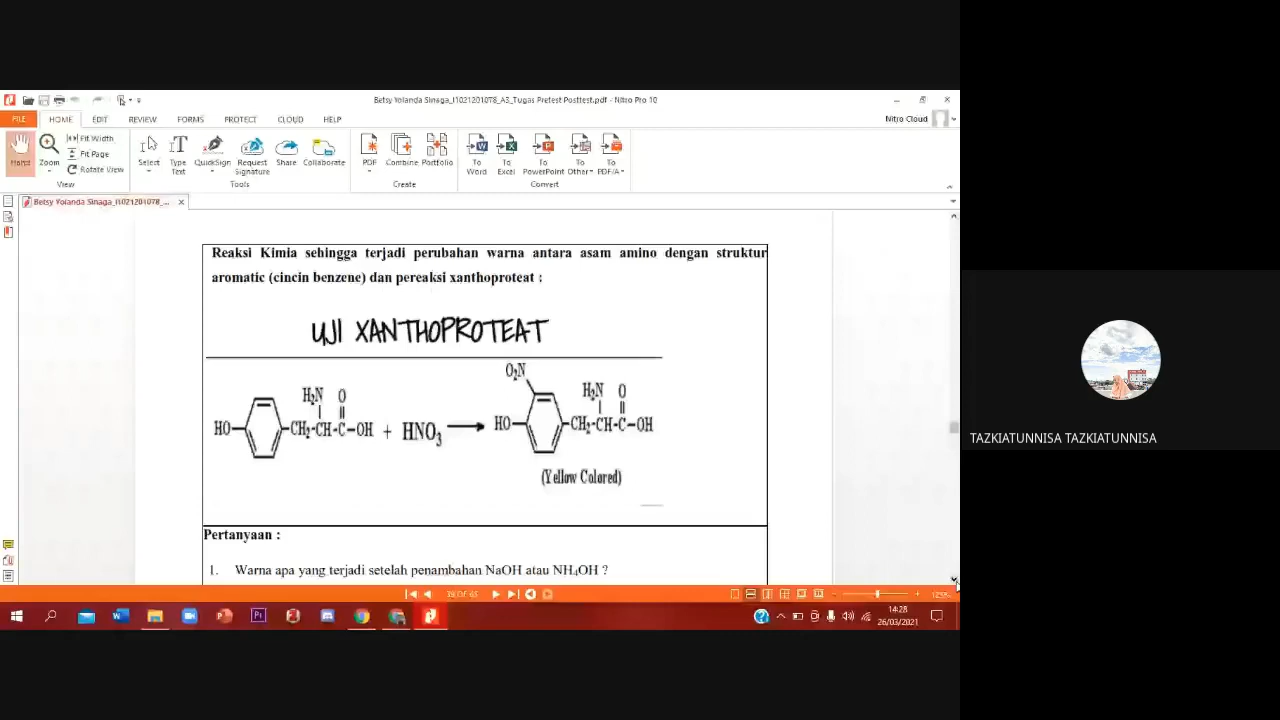 Betsy Yolanda Sinaga_I1021201078_A3_Tugas Pretest Posttest.pdf - Nitro Pro 10
FILE HOME EDIT REVIEW FORMS PROTECT CLOUD HELP
Nitro Cloud
Hand Zoom Fit Width Fit Page Rotate View
Select Type Text QuickSign Request Signature Share Collaborate
PDF Combine Portfolio
To Word To Excel To PowerPoint To Other To PDF/A
View Tools Create Convert
Betsy Yolanda Sinaga_I1021201078_...
Reaksi Kimia sehingga terjadi perubahan warna antara asam amino dengan struktur
aromatic (cincin benzene) dan pereaksi xanthoproteat :
UJI XANTHOPROTEAT
O₂N
H₂N O H₂N O
HO CH₂-CH-C-OH + HNO₃ HO CH₂-CH-C-OH
(Yellow Colored)
Pertanyaan :
1. Warna apa yang terjadi setelah penambahan NaOH atau NH₄OH ?
125%
14:28
26/03/2021
TAZKIATUNNISA TAZKIATUNNISA